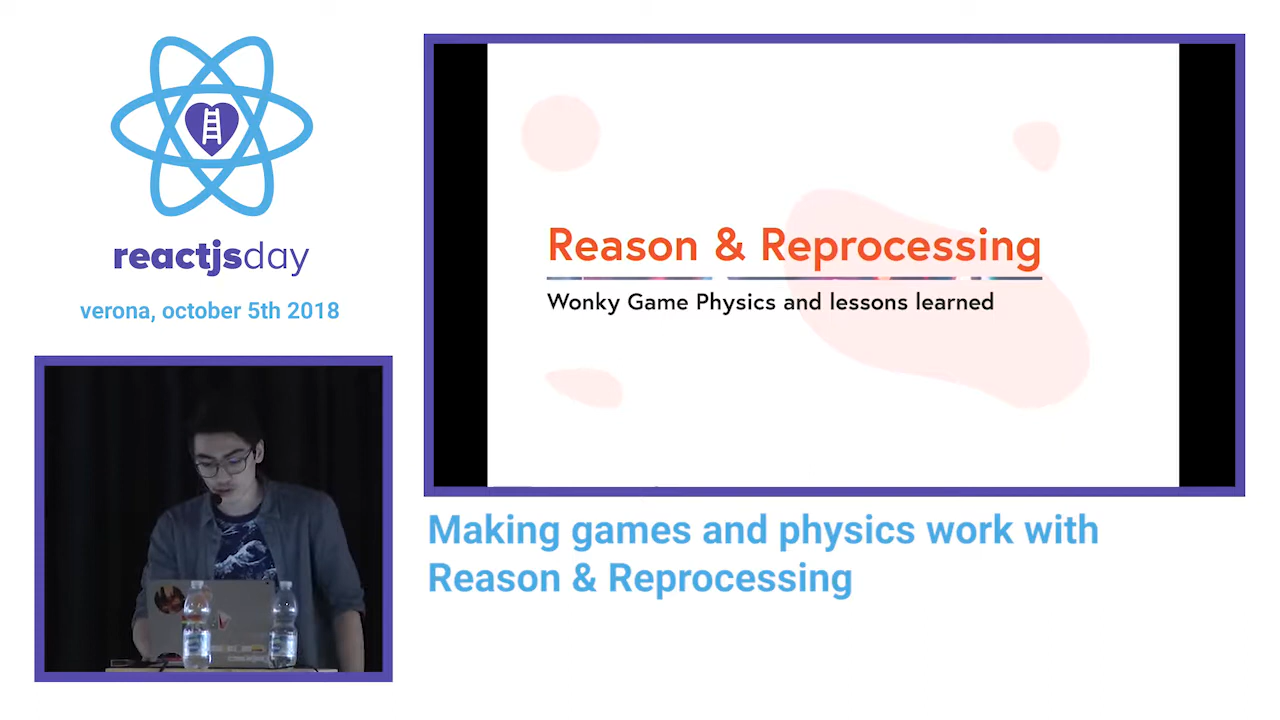 reactjsday
verona, october 5th 2018
Reason & Reprocessing
Wonky Game Physics and lessons learned
Making games and physics work with
Reason & Reprocessing